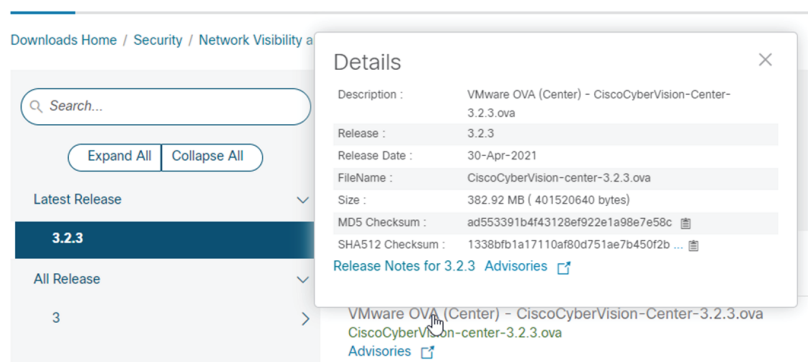 Downloads Home / Security / Network Visibility a
Search...
Expand All
Collapse All
Latest Release
3.2.3
All Release
3
Details
Description :
VMware OVA (Center) - CiscoCyberVision-Center-
3.2.3.ova
Release :
3.2.3
Release Date :
30-Apr-2021
FileName :
CiscoCyberVision-center-3.2.3.ova
Size :
382.92 MB ( 401520640 bytes)
MD5 Checksum :
ad553391b4f43128ef922e1a98e7e58c
SHA512 Checksum :
1338bfb1a17110af80d751ae7b450f2b ...
Release Notes for 3.2.3 Advisories
VMware OVA (Center) - CiscoCyberVision-Center-3.2.3.ova
CiscoCyberVision-center-3.2.3.ova
Advisories